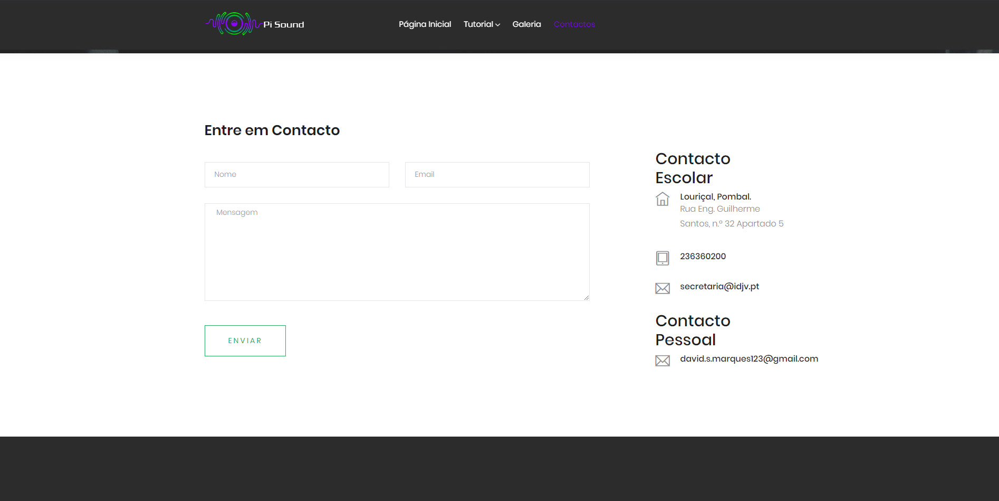 Pi Sound
Página Inicial
Tutorial
Galeria
Contactos
Entre em Contacto
Nome
Email
Mensagem
ENVIAR
Contacto
Escolar
Louriçal, Pombal.
Rua Eng. Guilherme
Santos, n.º 32 Apartado 5
236360200
secretaria@idjv.pt
Contacto
Pessoal
david.s.marques123@gmail.com